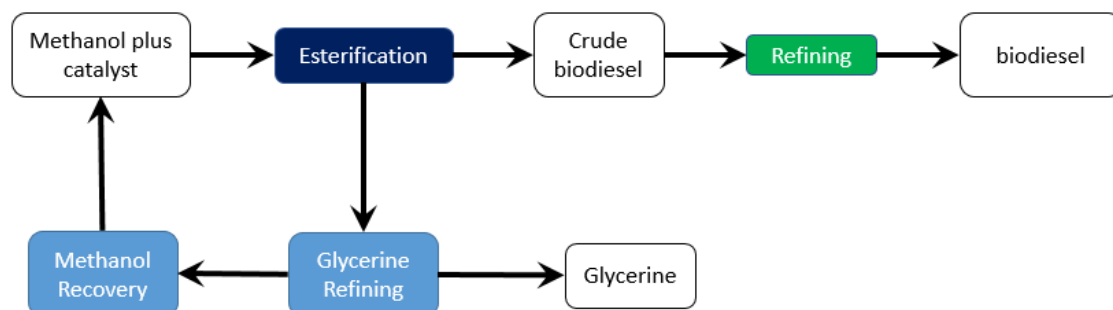 Methanol plus
catalyst
Esterification
Crude
biodiesel
Refining
biodiesel
Methanol
Recovery
Glycerine
Refining
Glycerine